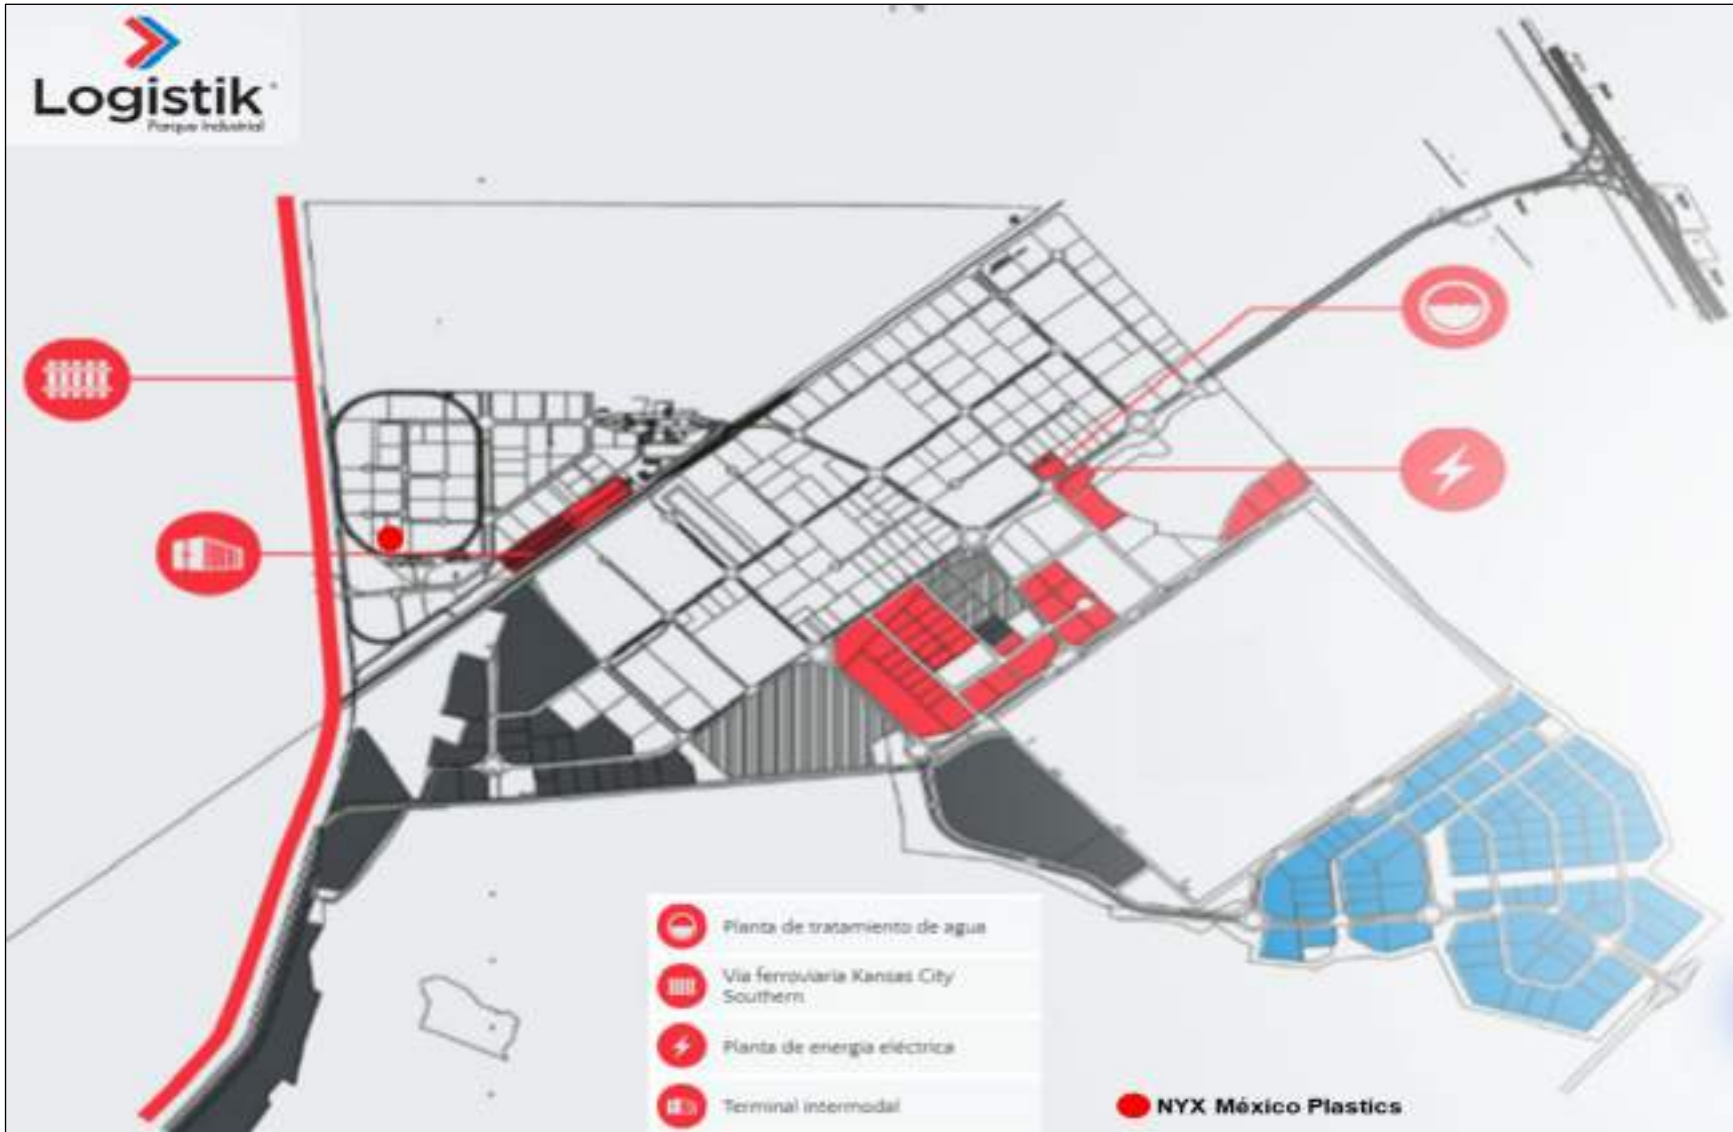 Logistik
Parque Industrial
Planta de tratamiento de agua
Vía ferroviaria Kansas City
Southern
Planta de energía eléctrica
Terminal intermodal
NYX México Plastics